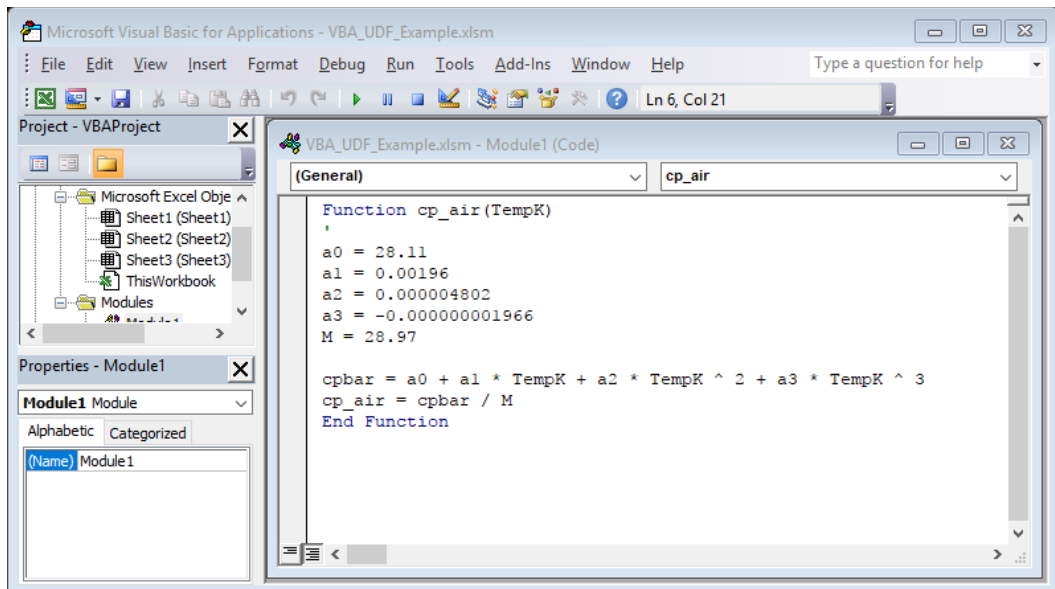 Microsoft Visual Basic for Applications - VBA_UDF_Example.xlsm
File Edit View Insert Format Debug Run Tools Add-Ins Window Help Type a question for help
Ln 6, Col 21
Project - VBAProject
Microsoft Excel Obje
Sheet1 (Sheet1)
Sheet2 (Sheet2)
Sheet3 (Sheet3)
ThisWorkbook
Modules
Module1
Properties - Module1
Module1 Module
Alphabetic Categorized
(Name) Module1
VBA_UDF_Example.xlsm - Module1 (Code)
(General) cp_air
Function cp_air(TempK)
'
a0 = 28.11
a1 = 0.00196
a2 = 0.000004802
a3 = -0.000000001966
M = 28.97
cpbar = a0 + a1 * TempK + a2 * TempK ^ 2 + a3 * TempK ^ 3
cp_air = cpbar / M
End Function